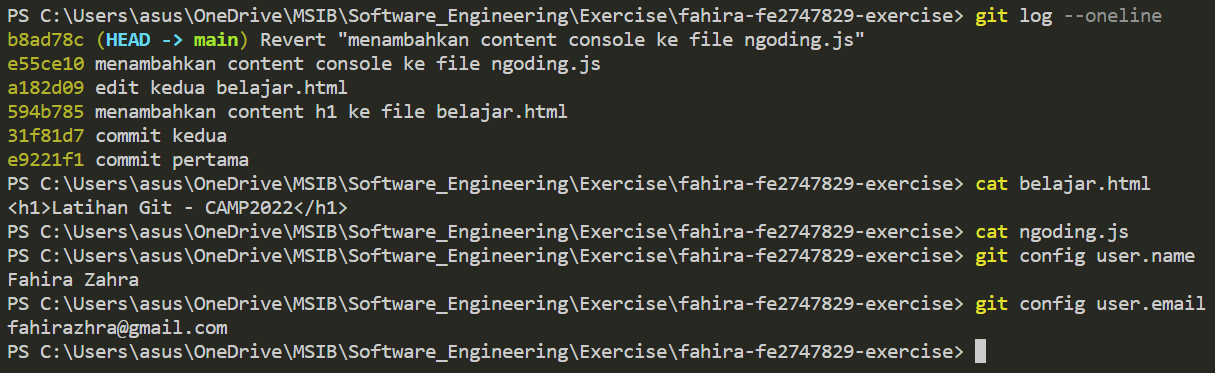 PS C:\Users\asus\OneDrive\MSIB\Software_Engineering\Exercise\fahira-fe2747829-exercise> git log --oneline
b8ad78c (HEAD -> main) Revert "menambahkan content console ke file ngoding.js"
e55ce10 menambahkan content console ke file ngoding.js
a182d09 edit kedua belajar.html
594b785 menambahkan content h1 ke file belajar.html
31f81d7 commit kedua
e9221f1 commit pertama
PS C:\Users\asus\OneDrive\MSIB\Software_Engineering\Exercise\fahira-fe2747829-exercise> cat belajar.html
<h1>Latihan Git - CAMP2022</h1>
PS C:\Users\asus\OneDrive\MSIB\Software_Engineering\Exercise\fahira-fe2747829-exercise> cat ngoding.js
PS C:\Users\asus\OneDrive\MSIB\Software_Engineering\Exercise\fahira-fe2747829-exercise> git config user.name
Fahira Zahra
PS C:\Users\asus\OneDrive\MSIB\Software_Engineering\Exercise\fahira-fe2747829-exercise> git config user.email
fahirazhra@gmail.com
PS C:\Users\asus\OneDrive\MSIB\Software_Engineering\Exercise\fahira-fe2747829-exercise>